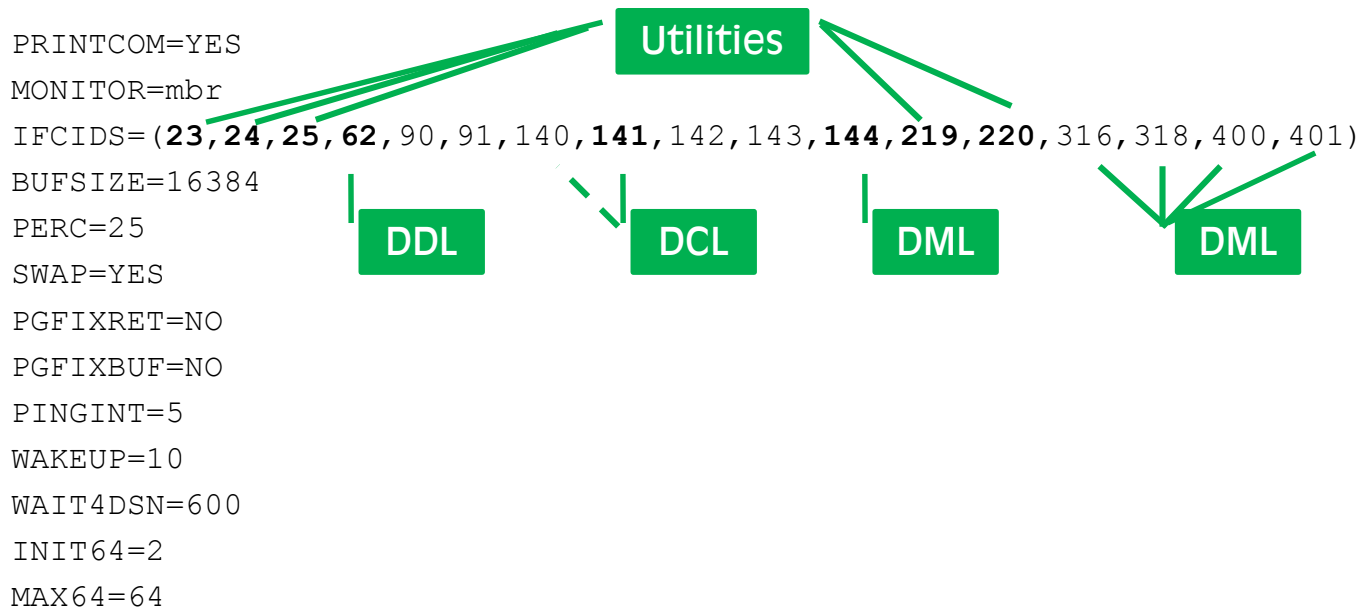 Utilities
PRINTCOM=YES
MONITOR=mbr
IFCIDS=(23,24,25,62,90,91,140,141,142,143,144,219,220,316,318,400,401)
BUFSIZE=16384
PERC=25
DDL
DCL
DML
DML
SWAP=YES
PGFIXRET=NO
PGFIXBUF=NO
PINGINT=5
WAKEUP=10
WAIT4DSN=600
INIT64=2
MAX64=64